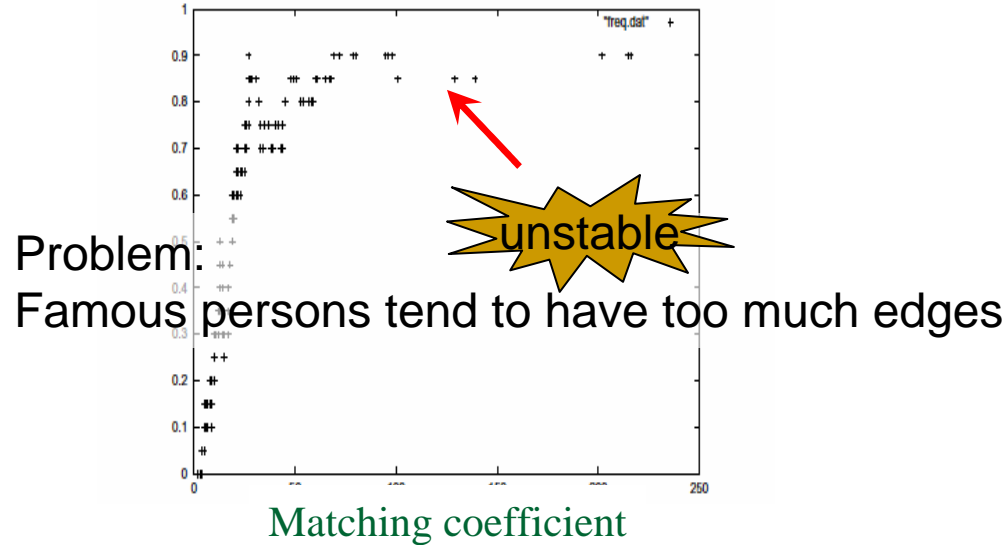 1
"freq.dat" +
0.9
0.8
0.7
0.6
unstable
0.5
Problem:
0.4
Famous persons tend to have too much edges
0.3
0.2
0.1
0
0 50 100 150 200 250
Matching coefficient